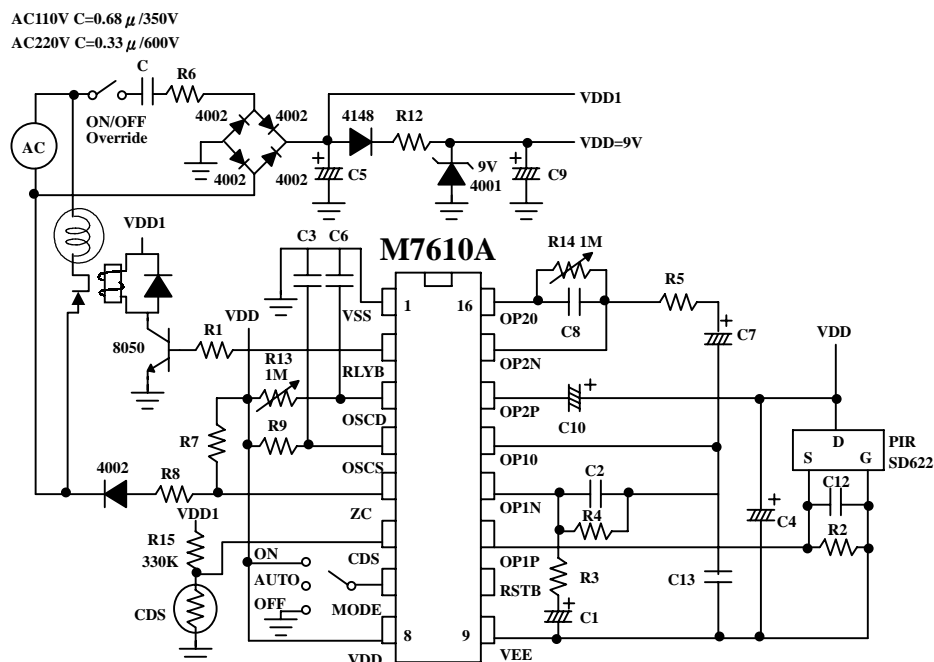 AC110V C=0.68 μ /350V
AC220V C=0.33 μ /600V
C
R6
ON/OFF
Override
AC
4002
4002
4002
4002
4148
R12
VDD1
VDD=9V
C5
9V
4001
C9
VDD1
C3
C6
M7610A
R14 1M
R5
C8
C7
VDD
8050
R1
VDD
VSS
1
16
OP20
RLYB
OP2N
R13
1M
OSCD
OP2P
C10
R7
R9
OSCS
OP10
PIR
SD622
D
S
G
4002
R8
ZC
OP1N
C2
R4
C12
C4
R2
VDD1
R15
330K
CDS
CDS
OP1P
R3
C13
ON
AUTO
OFF
MODE
RSTB
C1
8
9
VDD
VEE